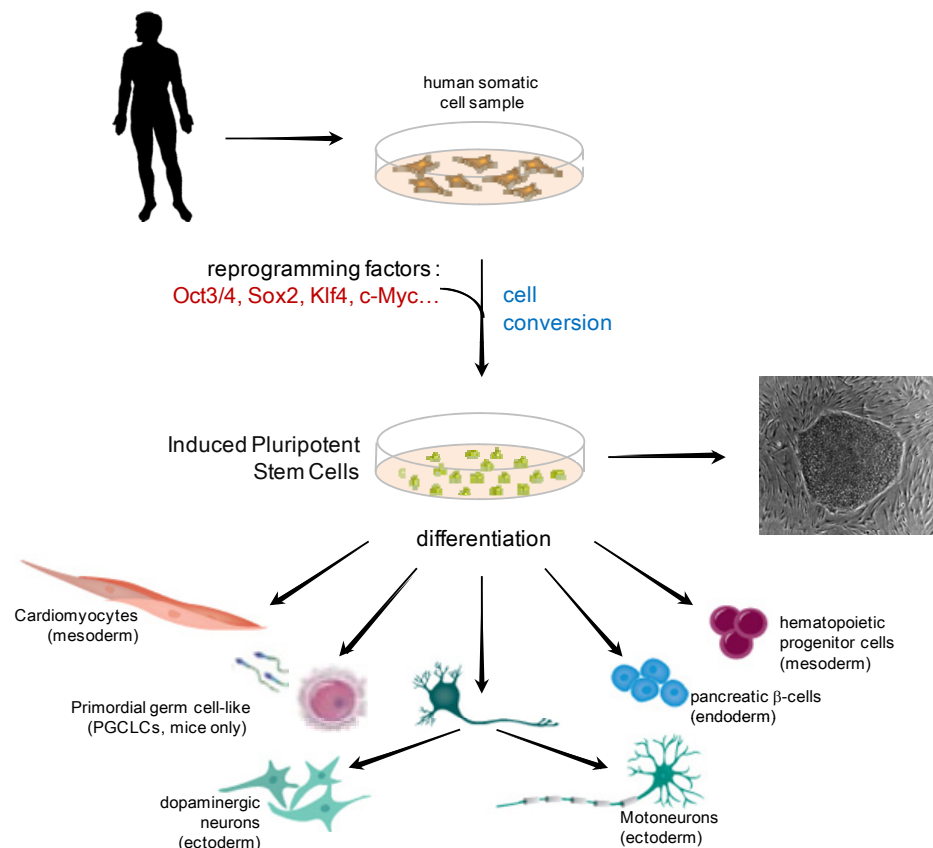 human somatic
cell sample
reprogramming factors :
Oct3/4, Sox2, Klf4, c-Myc...
cell
conversion
Induced Pluripotent
Stem Cells
differentiation
Cardiomyocytes
(mesoderm)
hematopoietic
progenitor cells
(mesoderm)
Primordial germ cell-like
(PGCLCs, mice only)
pancreatic β-cells
(endoderm)
dopaminergic
neurons
(ectoderm)
Motoneurons
(ectoderm)